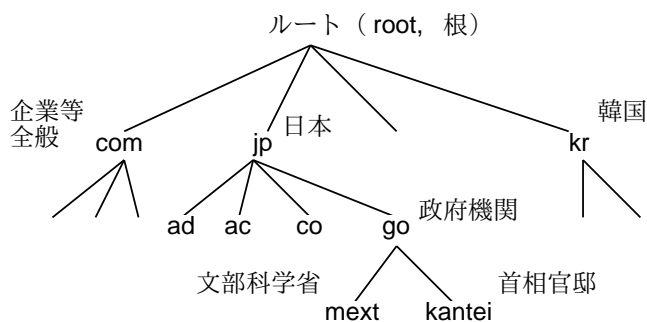 ルート（ root,　根）
企業等
全般
com
jp
日本
韓国
kr
ad
ac
co
go
政府機関
文部科学省
mext
kantei
首相官邸